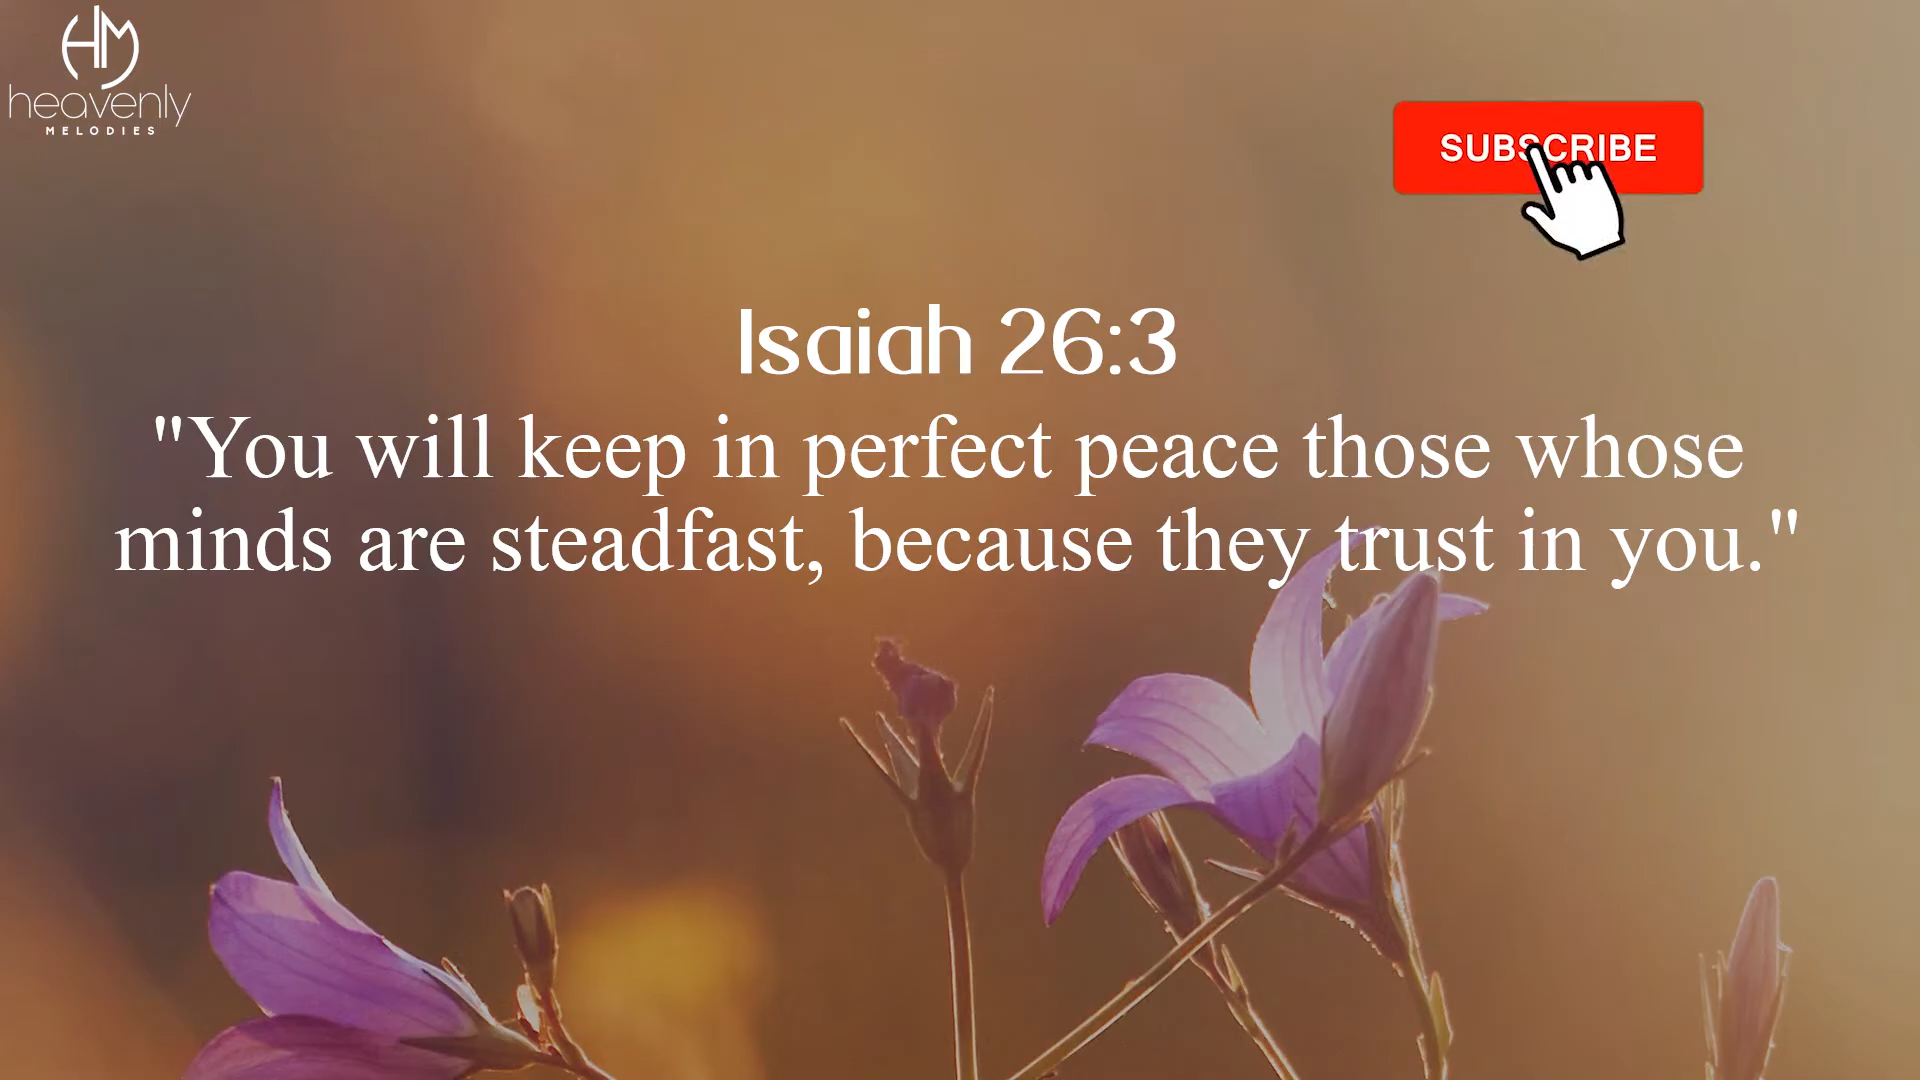 HM
heavenly
MELODIES
SUBSCRIBE
Isaiah 26:3
"You will keep in perfect peace those whose
minds are steadfast, because they trust in you."